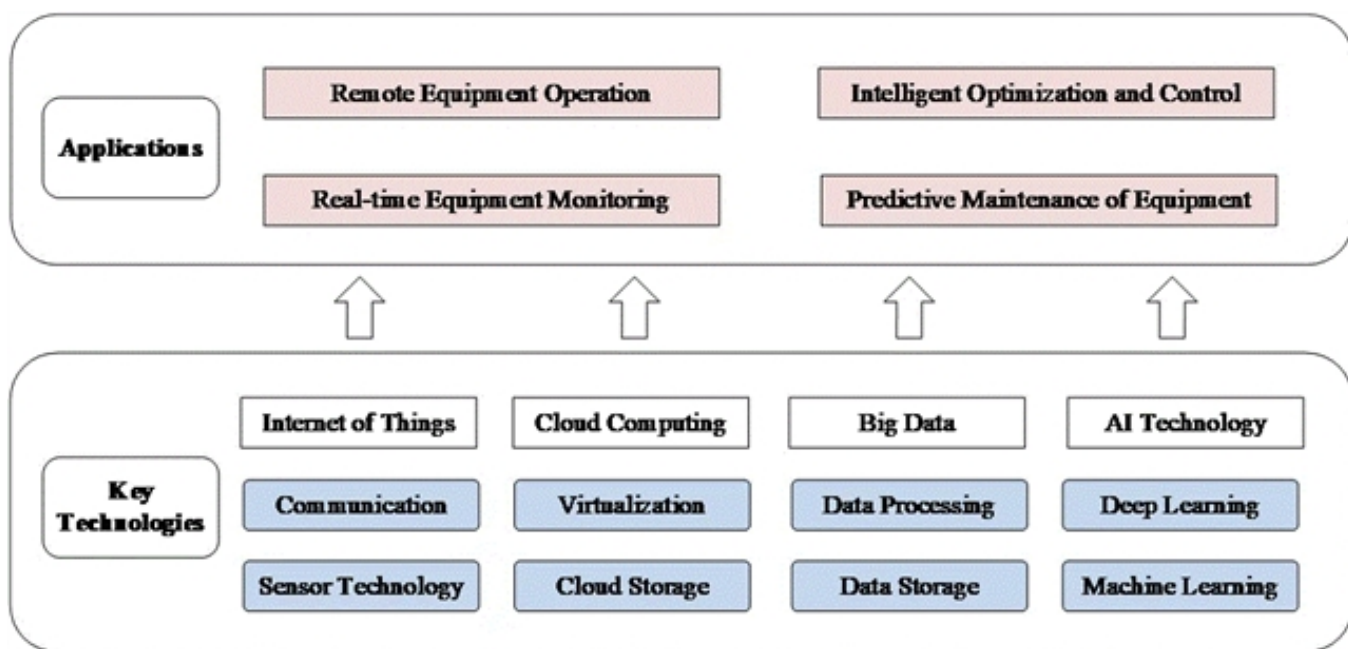 Applications
Remote Equipment Operation
Intelligent Optimization and Control
Real-time Equipment Monitoring
Predictive Maintenance of Equipment
Key
Technologies
Internet of Things
Cloud Computing
Big Data
AI Technology
Communication
Virtualization
Data Processing
Deep Learning
Sensor Technology
Cloud Storage
Data Storage
Machine Learning